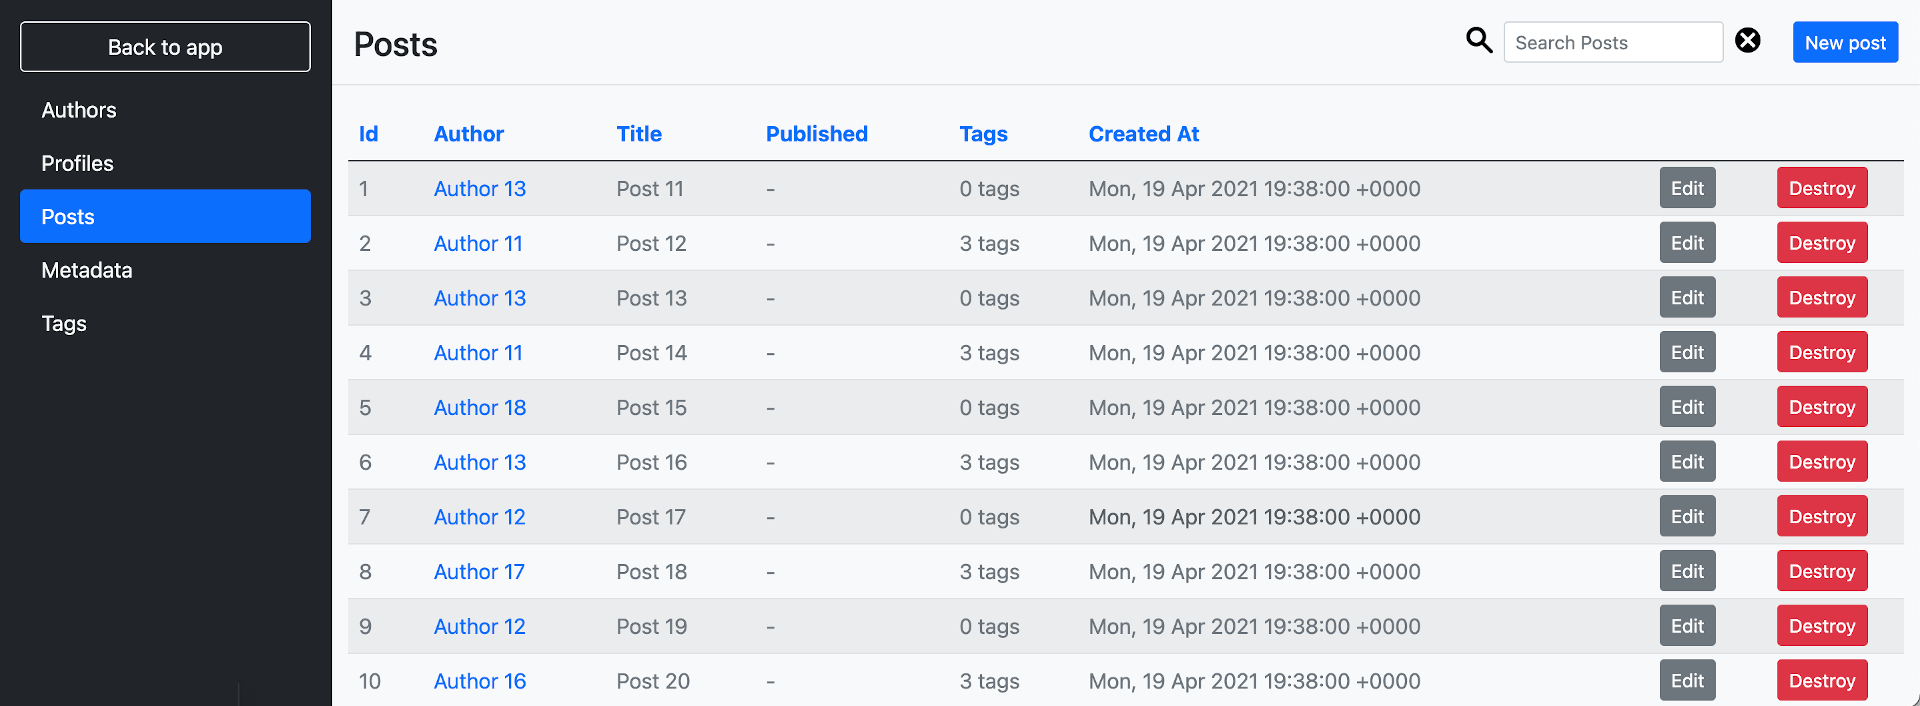 Back to app
Authors
Profiles
Posts
Metadata
Tags
Posts
Search Posts
New post
Id Author Title Published Tags Created At
1 Author 13 Post 11 - 0 tags Mon, 19 Apr 2021 19:38:00 +0000 Edit Destroy
2 Author 11 Post 12 - 3 tags Mon, 19 Apr 2021 19:38:00 +0000 Edit Destroy
3 Author 13 Post 13 - 0 tags Mon, 19 Apr 2021 19:38:00 +0000 Edit Destroy
4 Author 11 Post 14 - 3 tags Mon, 19 Apr 2021 19:38:00 +0000 Edit Destroy
5 Author 18 Post 15 - 0 tags Mon, 19 Apr 2021 19:38:00 +0000 Edit Destroy
6 Author 13 Post 16 - 3 tags Mon, 19 Apr 2021 19:38:00 +0000 Edit Destroy
7 Author 12 Post 17 - 0 tags Mon, 19 Apr 2021 19:38:00 +0000 Edit Destroy
8 Author 17 Post 18 - 3 tags Mon, 19 Apr 2021 19:38:00 +0000 Edit Destroy
9 Author 12 Post 19 - 0 tags Mon, 19 Apr 2021 19:38:00 +0000 Edit Destroy
10 Author 16 Post 20 - 3 tags Mon, 19 Apr 2021 19:38:00 +0000 Edit Destroy